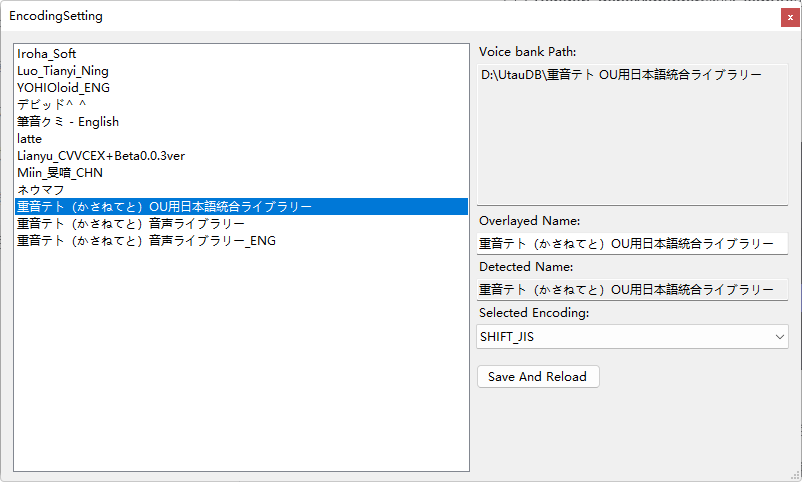 EncodingSetting
Iroha_Soft
Luo_Tianyi_Ning
YOHIOloid_ENG
デビッド^ ^
筆音クミ - English
latte
Lianyu_CVVCEX+Beta0.0.3ver
Miin_旻喑_CHN
ネウマフ
重音テト（かさねてと）OU用日本語統合ライブラリー
重音テト（かさねてと）音声ライブラリー
重音テト（かさねてと）音声ライブラリー_ENG
Voice bank Path:
D:\UtauDB\重音テト OU用日本語統合ライブラリー
Overlayed Name:
重音テト（かさねてと）OU用日本語統合ライブラリー
Detected Name:
重音テト（かさねてと）OU用日本語統合ライブラリー
Selected Encoding:
SHIFT_JIS
Save And Reload